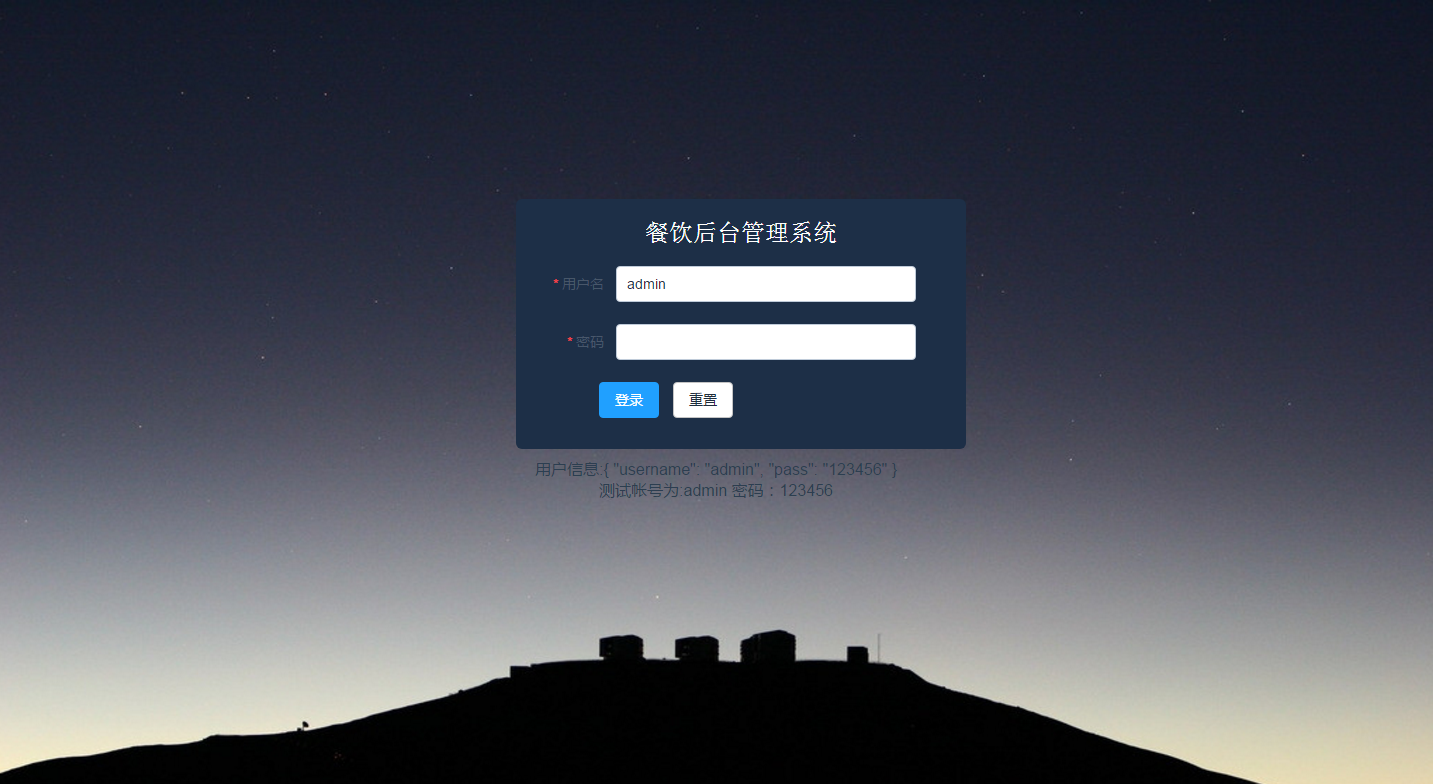 餐饮后台管理系统
* 用户名 admin
* 密码
登录 重置
用户信息:{ "username": "admin", "pass": "123456" }
测试帐号为:admin 密码：123456